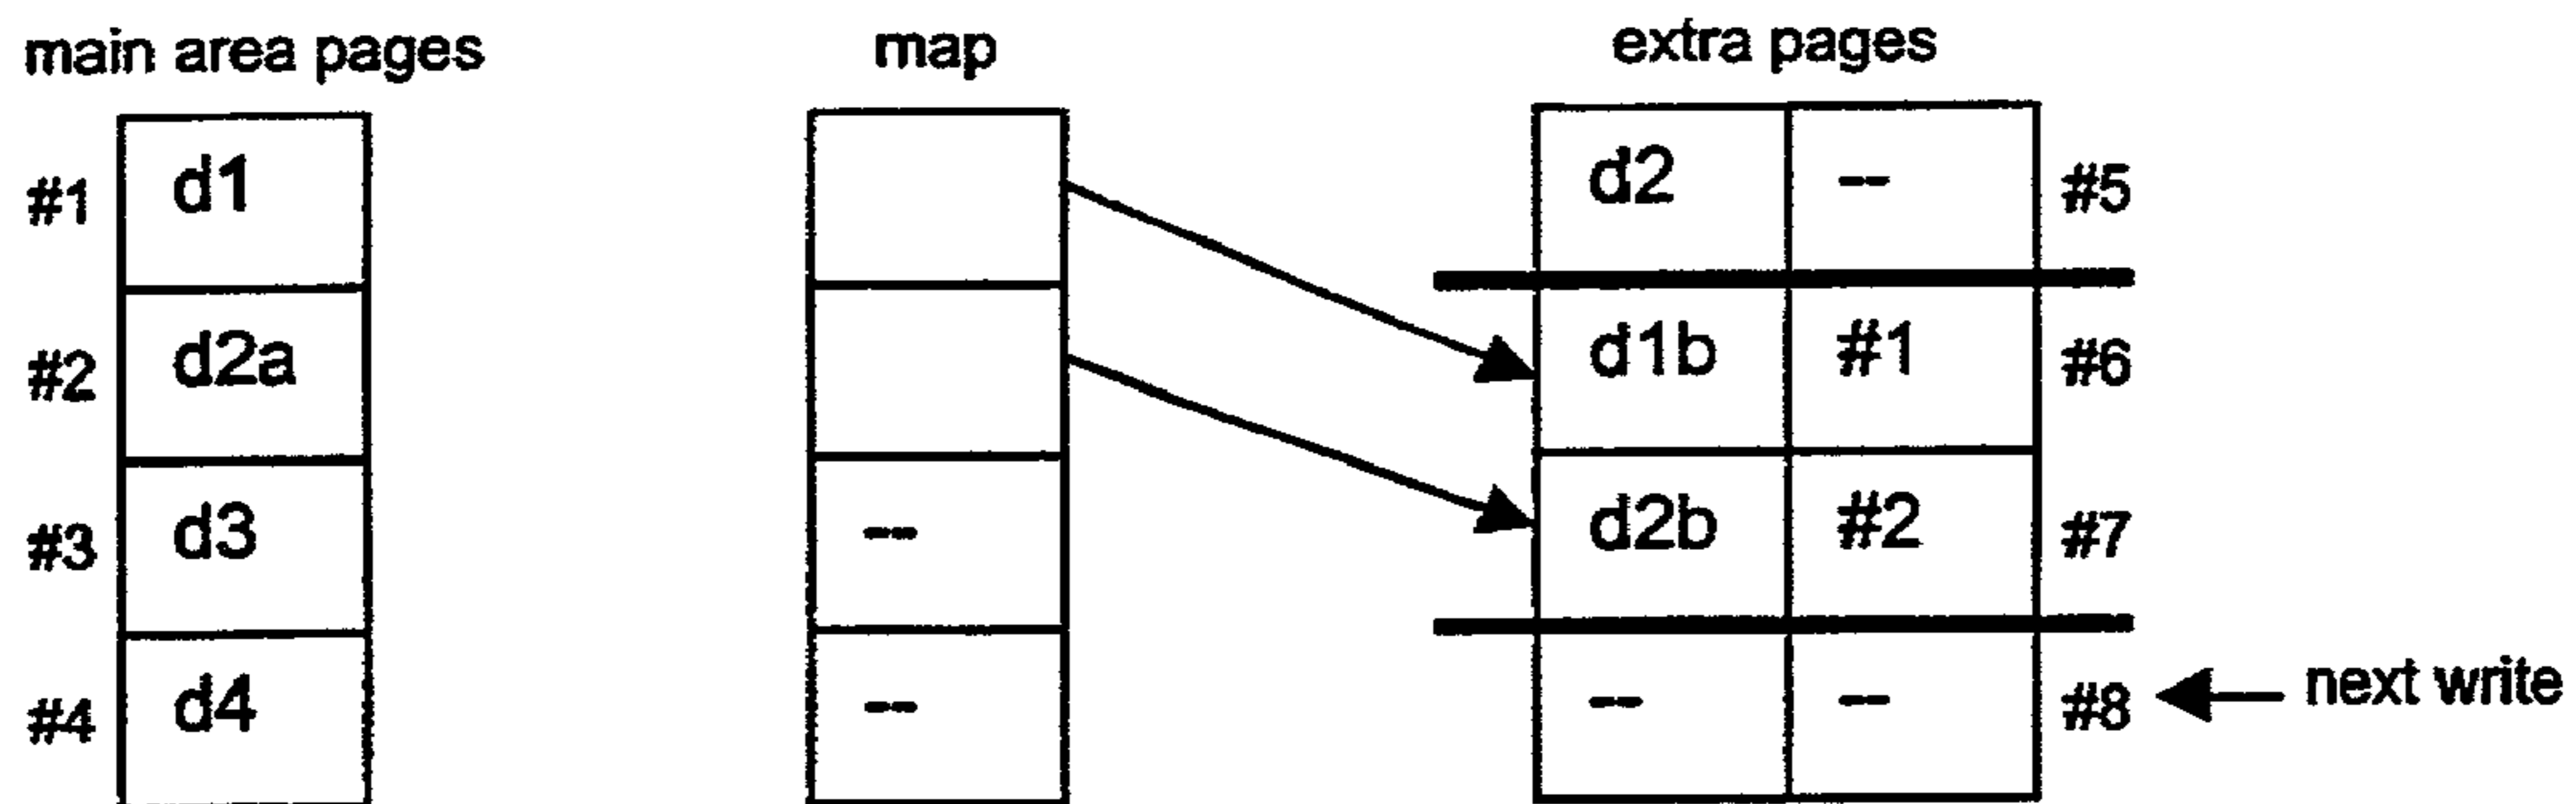 main area pages map extra pages
#1 d1 d2 -- #5
#2 d2a d1b #1 #6
#3 d3 -- d2b #2 #7
#4 d4 -- -- -- #8 next write